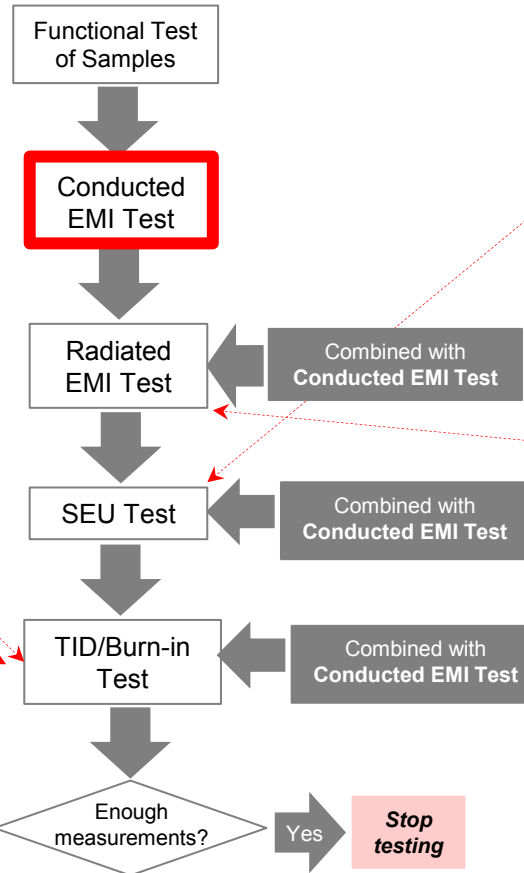 Functional Test
of Samples
Conducted
EMI Test
Radiated
EMI Test
Combined with
Conducted EMI Test
SEU Test
Combined with
Conducted EMI Test
TID/Burn-in
Test
Combined with
Conducted EMI Test
Enough
measurements?
Yes
Stop
testing